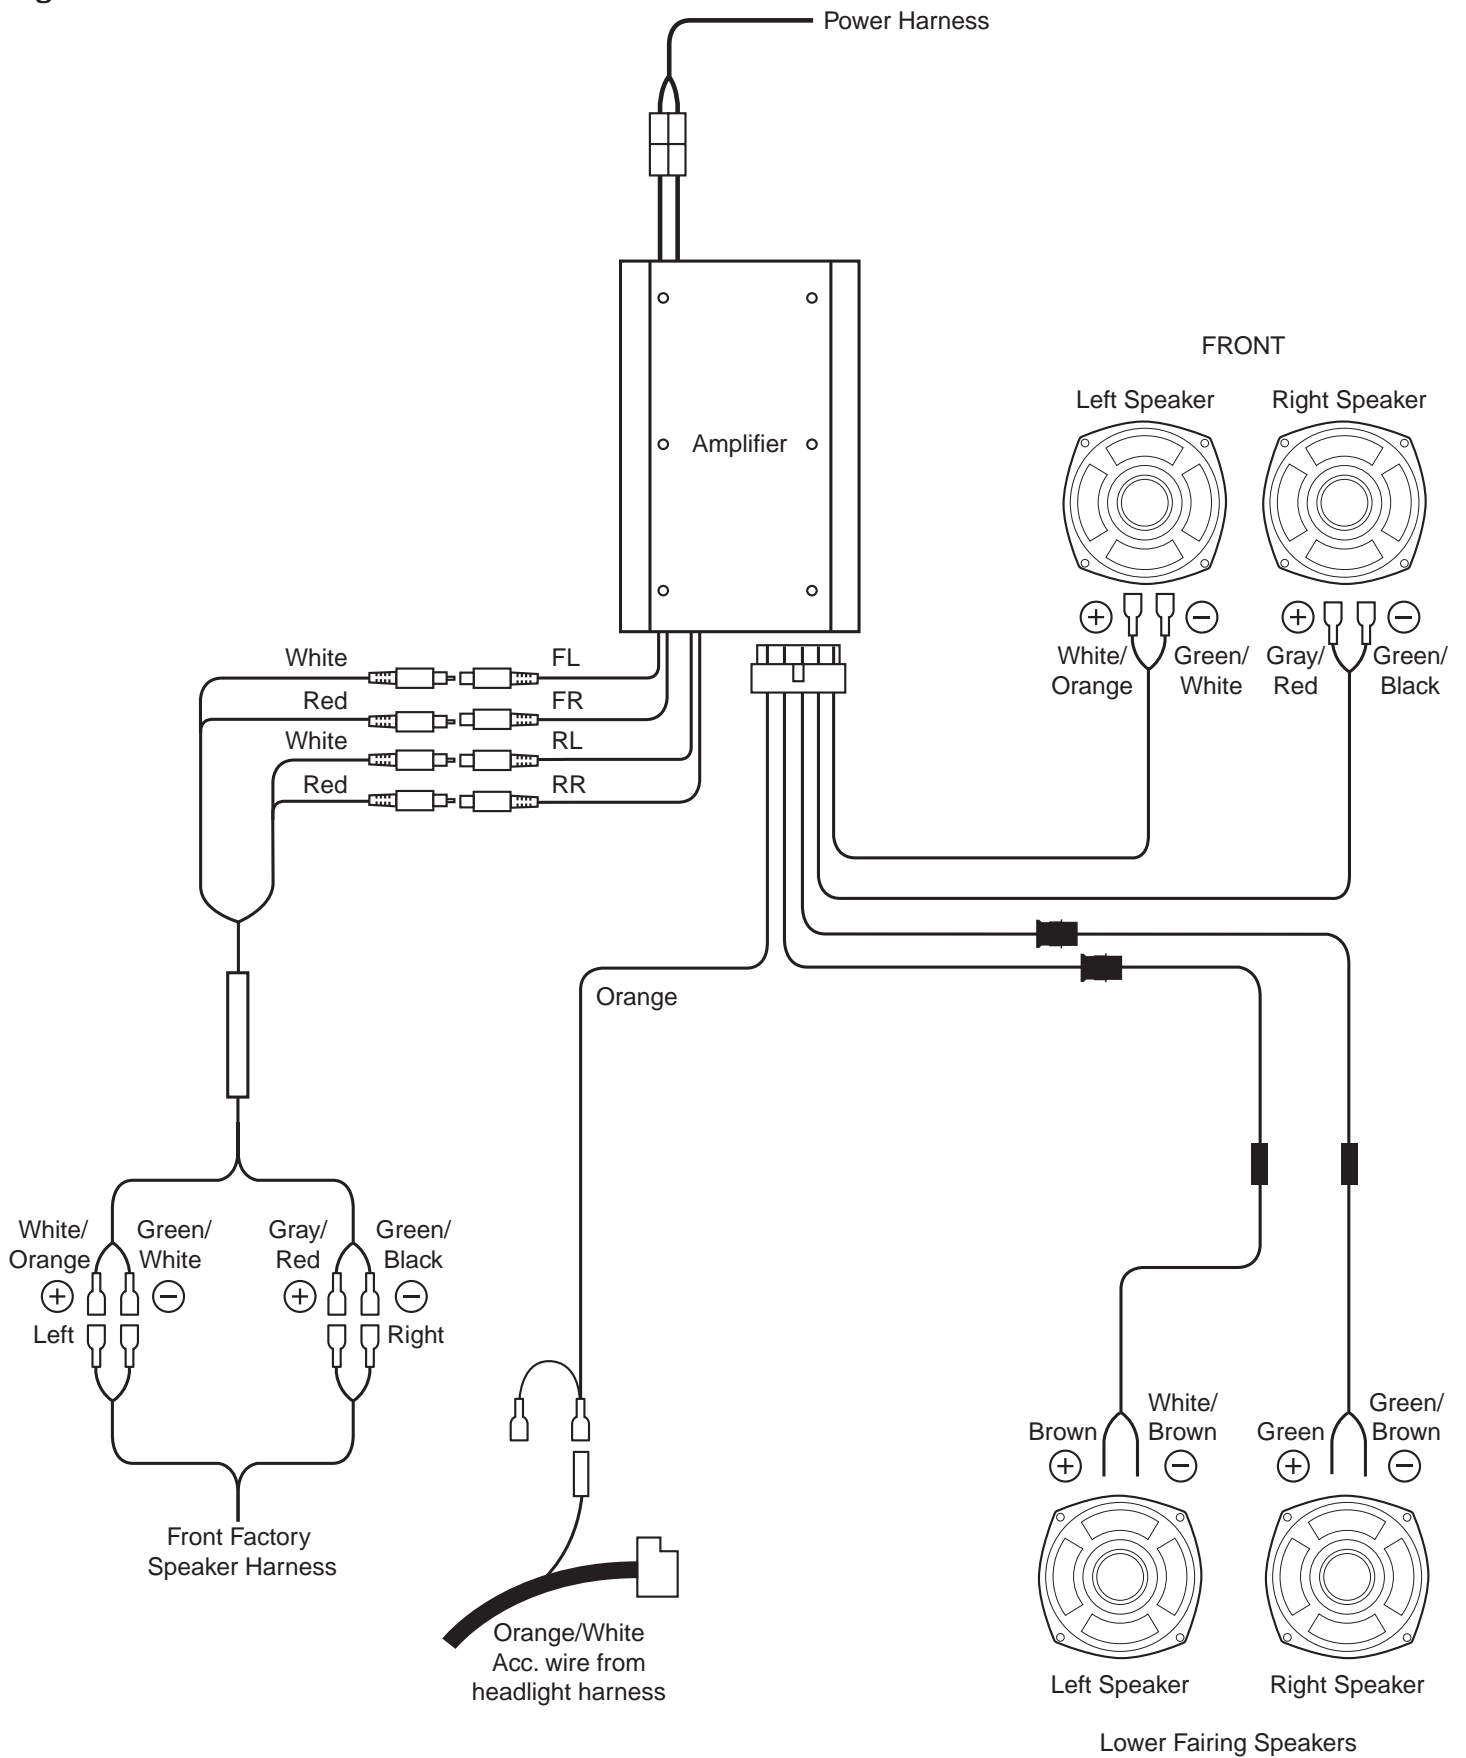 Power Harness
FRONT
Left Speaker
Right Speaker
Amplifier
White
FL
Red
FR
White
RL
Red
RR
White/
Orange
Green/
White
Gray/
Red
Green/
Black
Orange
White/
Orange
Green/
White
Gray/
Red
Green/
Black
Left
Right
Front Factory
Speaker Harness
Orange/White
Acc. wire from
headlight harness
Brown
White/
Brown
Green
Green/
Brown
Left Speaker
Right Speaker
Lower Fairing Speakers